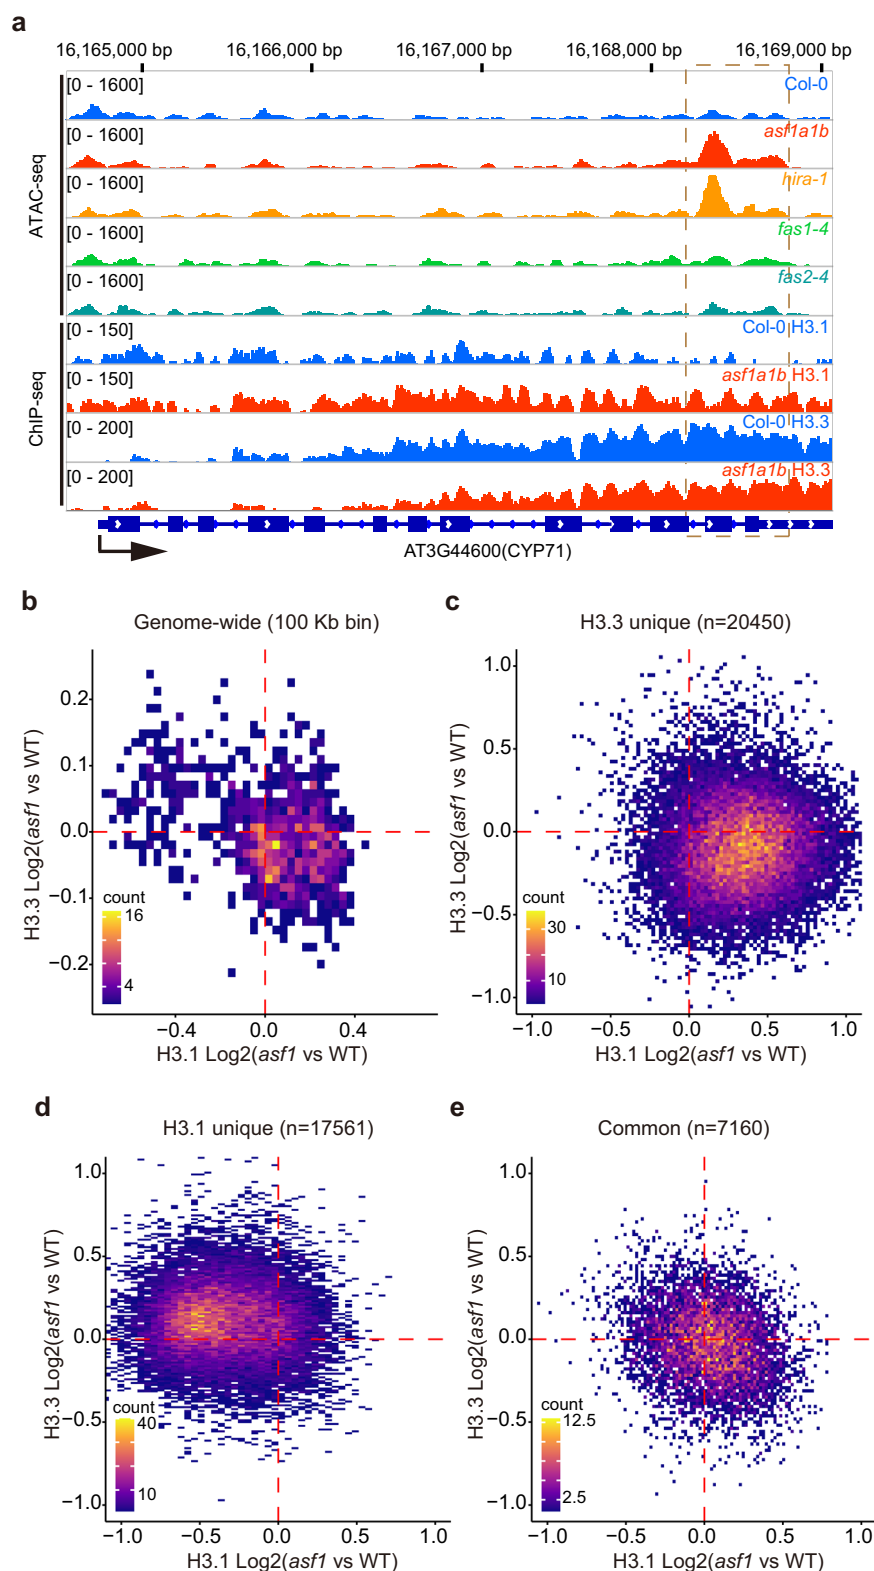 a
16,165,000 bp 16,166,000 bp 16,167,000 bp 16,168,000 bp 16,169,000 bp
ATAC-seq
[0 - 1600] Col-0
[0 - 1600] asf1a1b
[0 - 1600] hira-1
[0 - 1600] fas1-4
[0 - 1600] fas2-4
ChIP-seq
[0 - 150] Col-0 H3.1
[0 - 150] asf1a1b H3.1
[0 - 200] Col-0 H3.3
[0 - 200] asf1a1b H3.3
AT3G44600(CYP71)
b
Genome-wide (100 Kb bin)
H3.3 Log2(asf1 vs WT)
0.2
0.1
0.0
−0.1
−0.2
count
16
4
−0.4 0.0 0.4
H3.1 Log2(asf1 vs WT)
c
H3.3 unique (n=20450)
H3.3 Log2(asf1 vs WT)
1.0
0.5
0.0
−0.5
−1.0
count
30
10
−1.0 −0.5 0.0 0.5 1.0
H3.1 Log2(asf1 vs WT)
d
H3.1 unique (n=17561)
H3.3 Log2(asf1 vs WT)
1.0
0.5
0.0
−0.5
−1.0
count
40
10
−1.0 −0.5 0.0 0.5 1.0
H3.1 Log2(asf1 vs WT)
e
Common (n=7160)
H3.3 Log2(asf1 vs WT)
1.0
0.5
0.0
−0.5
−1.0
count
12.5
2.5
−1.0 −0.5 0.0 0.5 1.0
H3.1 Log2(asf1 vs WT)